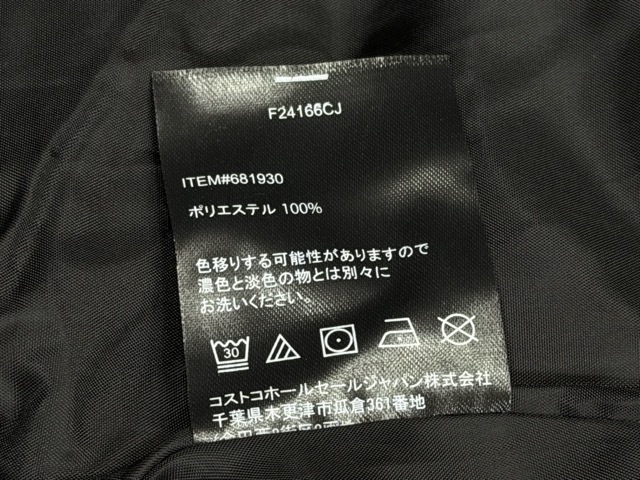 F24166CJ
ITEM#681930
ポリエステル 100%
色移りする可能性がありますので
濃色と淡色の物とは別々に
お洗いください。
30
コストコホールセールジャパン株式会社
千葉県木更津市瓜倉361番地